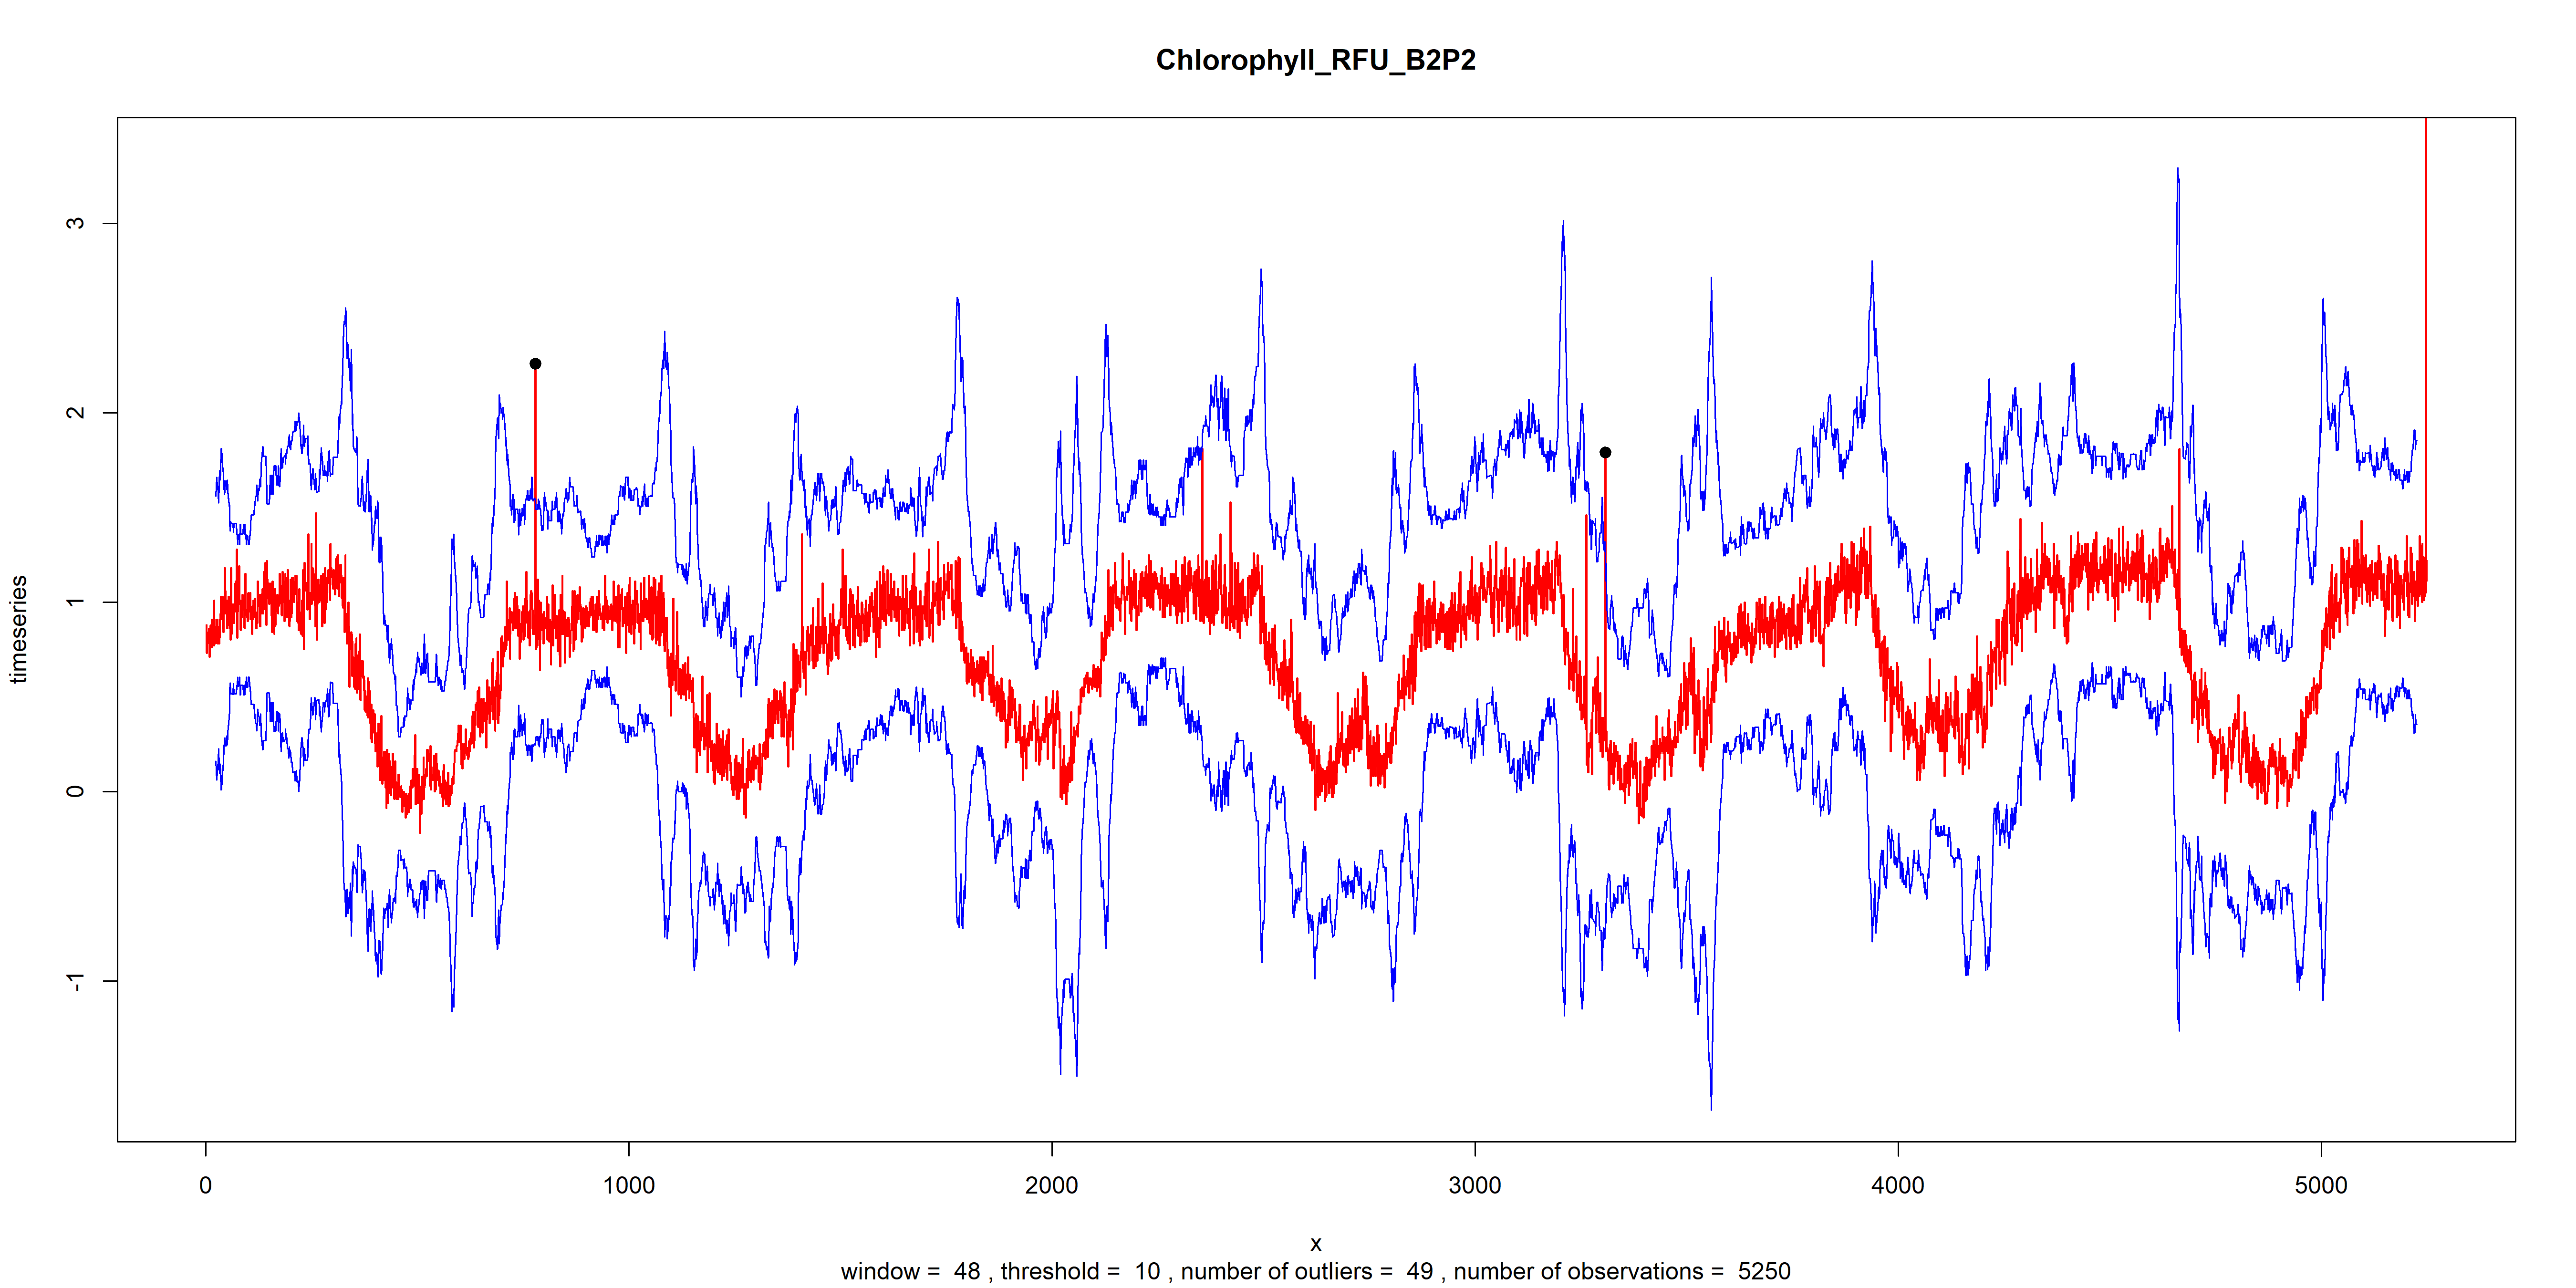 Chlorophyll_RFU_B2P2
timeseries
3
2
1
0
-1
0 1000 2000 3000 4000 5000
x
window = 48 , threshold = 10 , number of outliers = 49 , number of observations = 5250